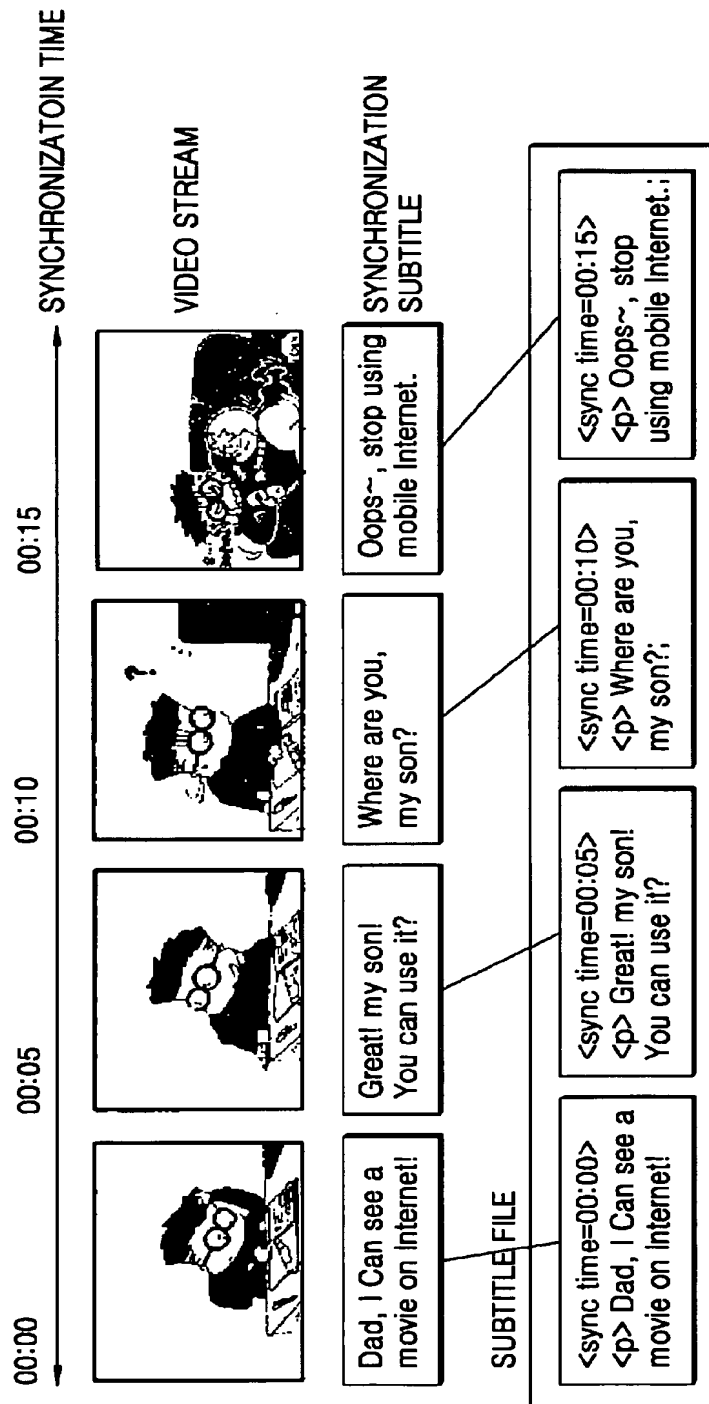 SYNCHRONIZATOIN TIME
00:00
00:05
00:10
00:15
VIDEO STREAM
?
SYNCHRONIZATION
SUBTITLE
Dad, I Can see a
movie on Internet!
Great! my son!
You can use it?
Where are you,
my son?
Oops~, stop using
mobile Internet.
SUBTITLE FILE
<sync time=00:00>
<p> Dad, I Can see a
movie on Internet!
<sync time=00:05>
<p> Great! my son!
You can use it?
<sync time=00:10>
<p> Where are you,
my son?;
<sync time=00:15>
<p> Oops~, stop
using mobile Internet.;